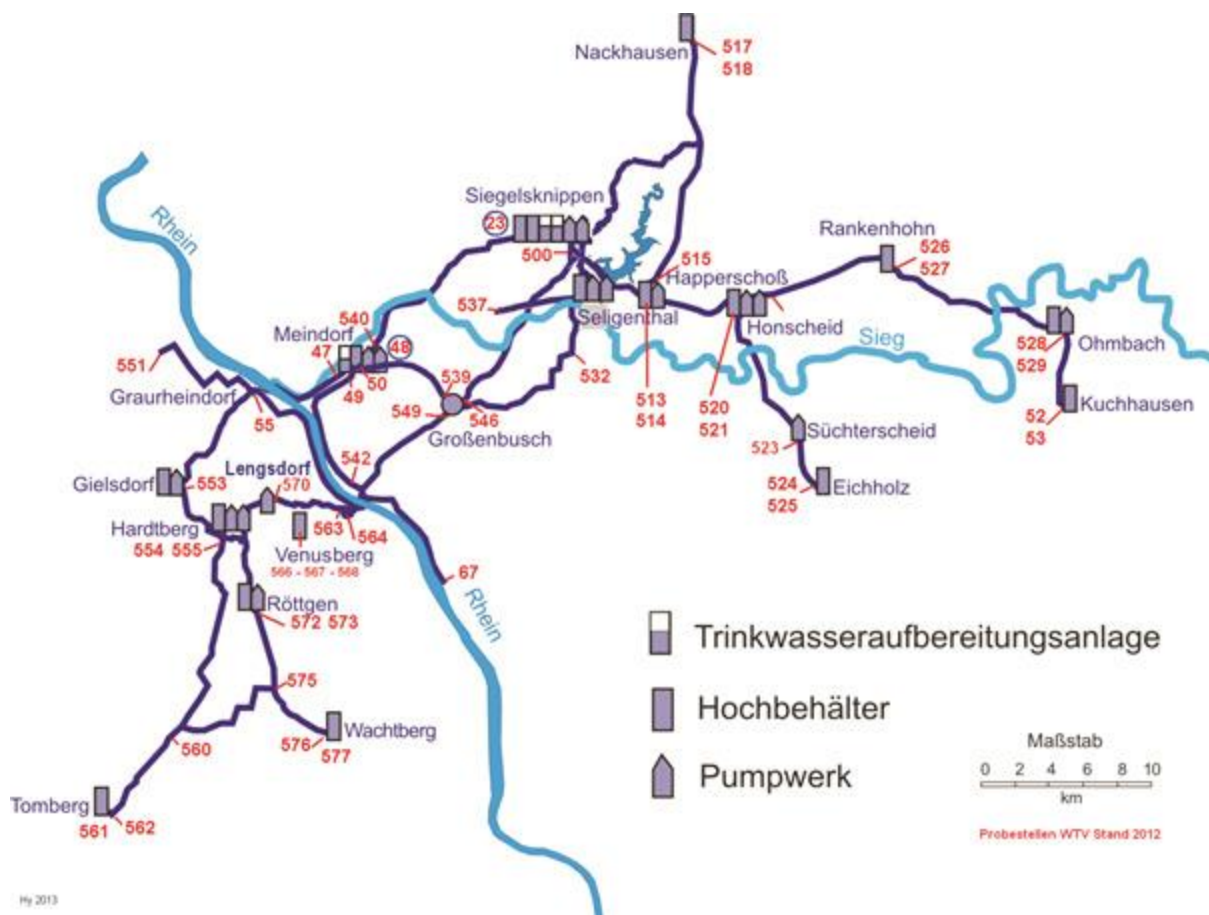 Nackhausen
517
518
Siegelsknippen
23
500
Rhein
Rankenhohn
526
527
515
Happerschoß
537
Seligenthal
Honscheid
Sieg
528
529
Ohmbach
540
Meindorf
47
48
551
50
49
539
532
513
514
520
521
52
53
Kuchhausen
Graurheindorf
55
549
546
Großenbusch
523
Süchterscheid
Lengsdorf
542
524
525
Eichholz
Gielsdorf
553
570
Hardtberg
554
555
563
564
Venusberg
566 - 567 - 568
67
Röttgen
572
573
Rhein
Trinkwasseraufbereitungsanlage
575
Hochbehälter
576
577
Wachtberg
560
Maßstab
0 2 4 6 8 10
km
Pumpwerk
Tomberg
561
562
Probestellen WTV Stand 2012
Hy 2013